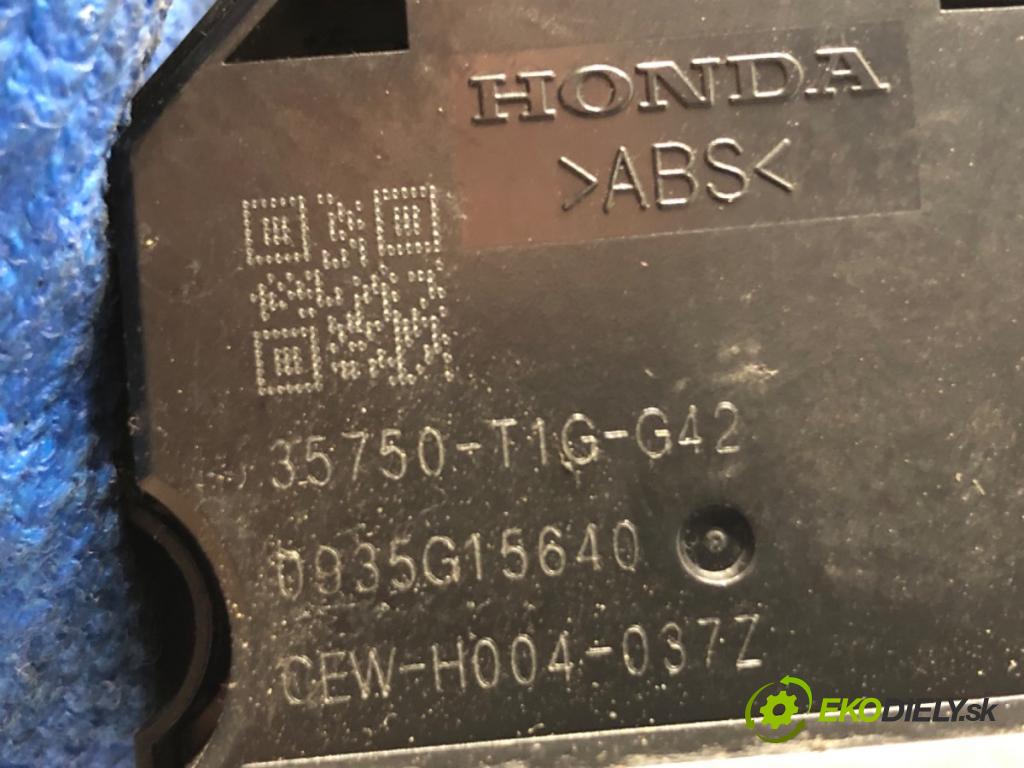 HONDA
>ABS<
35750-T1G-G42
0935G15640
CEW-H004-037Z
EKODIELY.sk